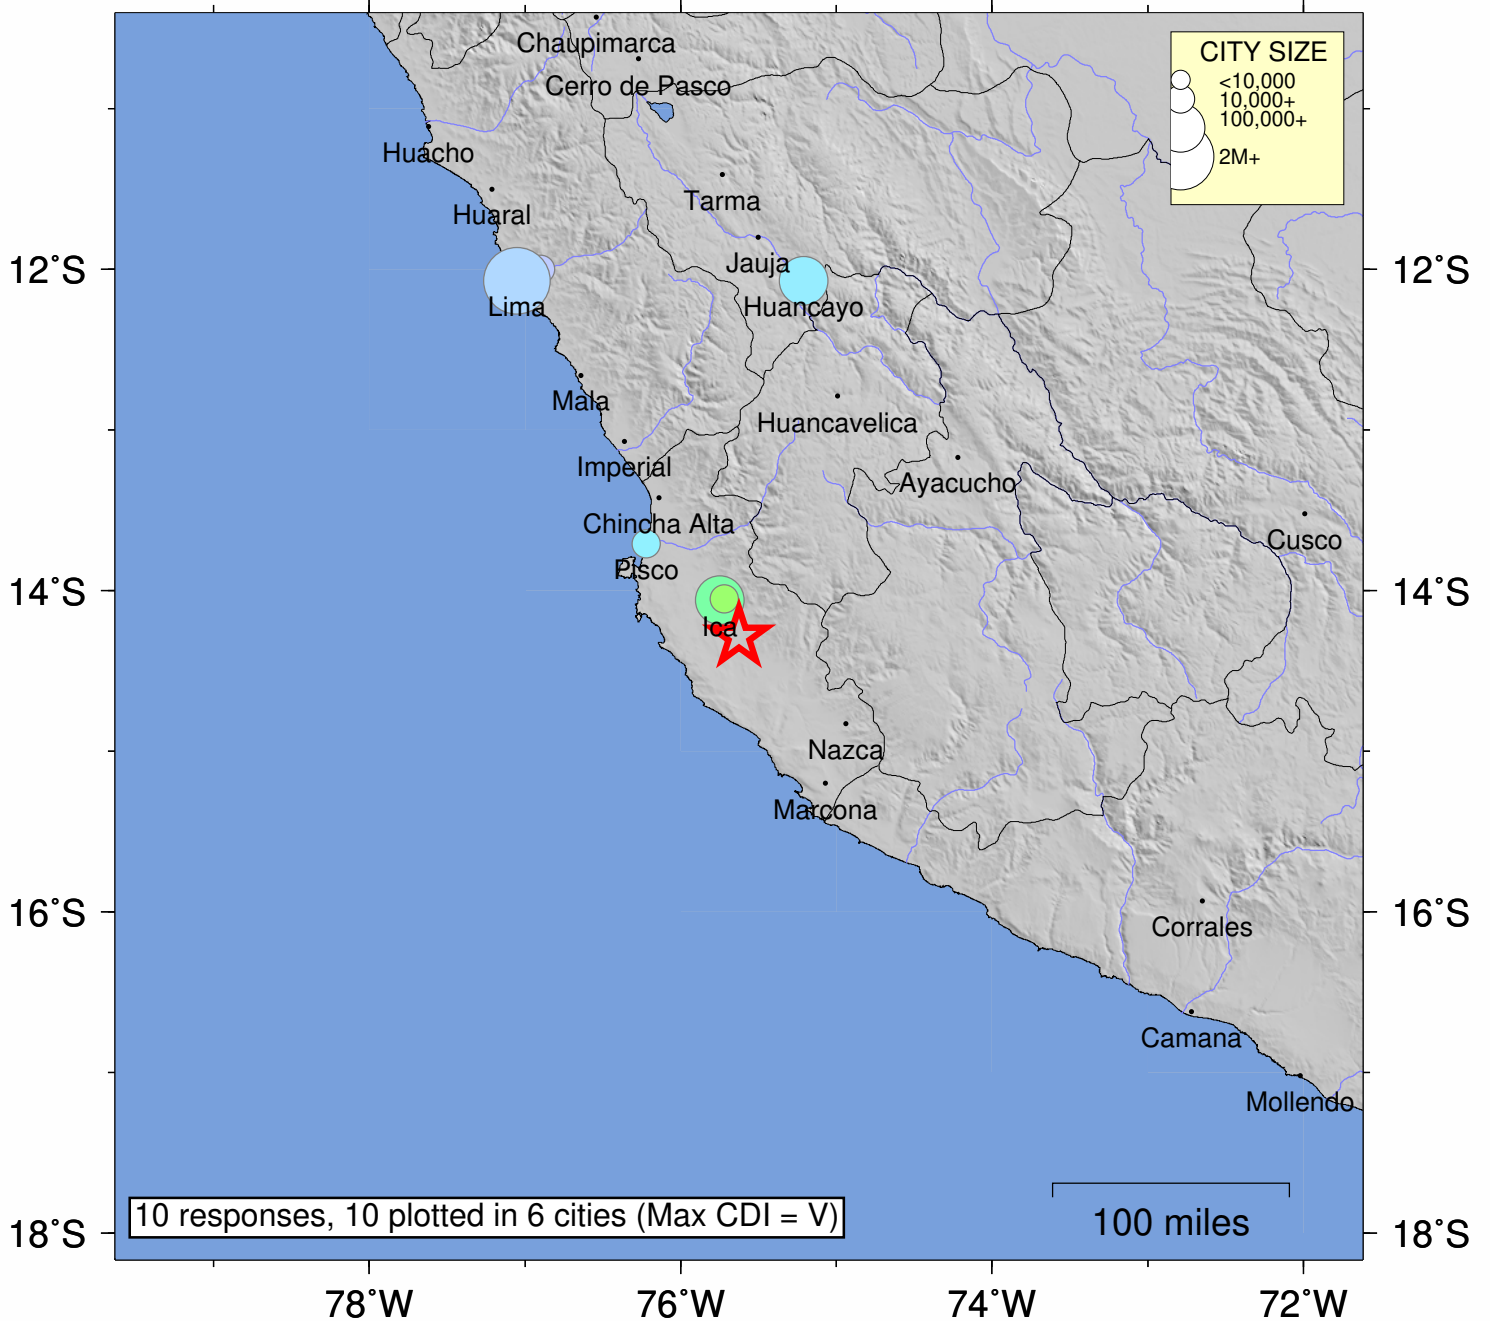 Chaupimarca
CITY SIZE
<10,000
10,000+
100,000+
2M+
Cerro de Pasco
Huacho
Tarma
Huaral
12°S
12°S
Jauja
Lima
Huancayo
Mala
Huancavelica
Imperial
Ayacucho
Chincha Alta
Cusco
Pisco
14°S
14°S
Ica
Nazca
Marcona
16°S
16°S
Corrales
Camana
Mollendo
10 responses, 10 plotted in 6 cities (Max CDI = V)
100 miles
18°S
18°S
78°W
76°W
74°W
72°W